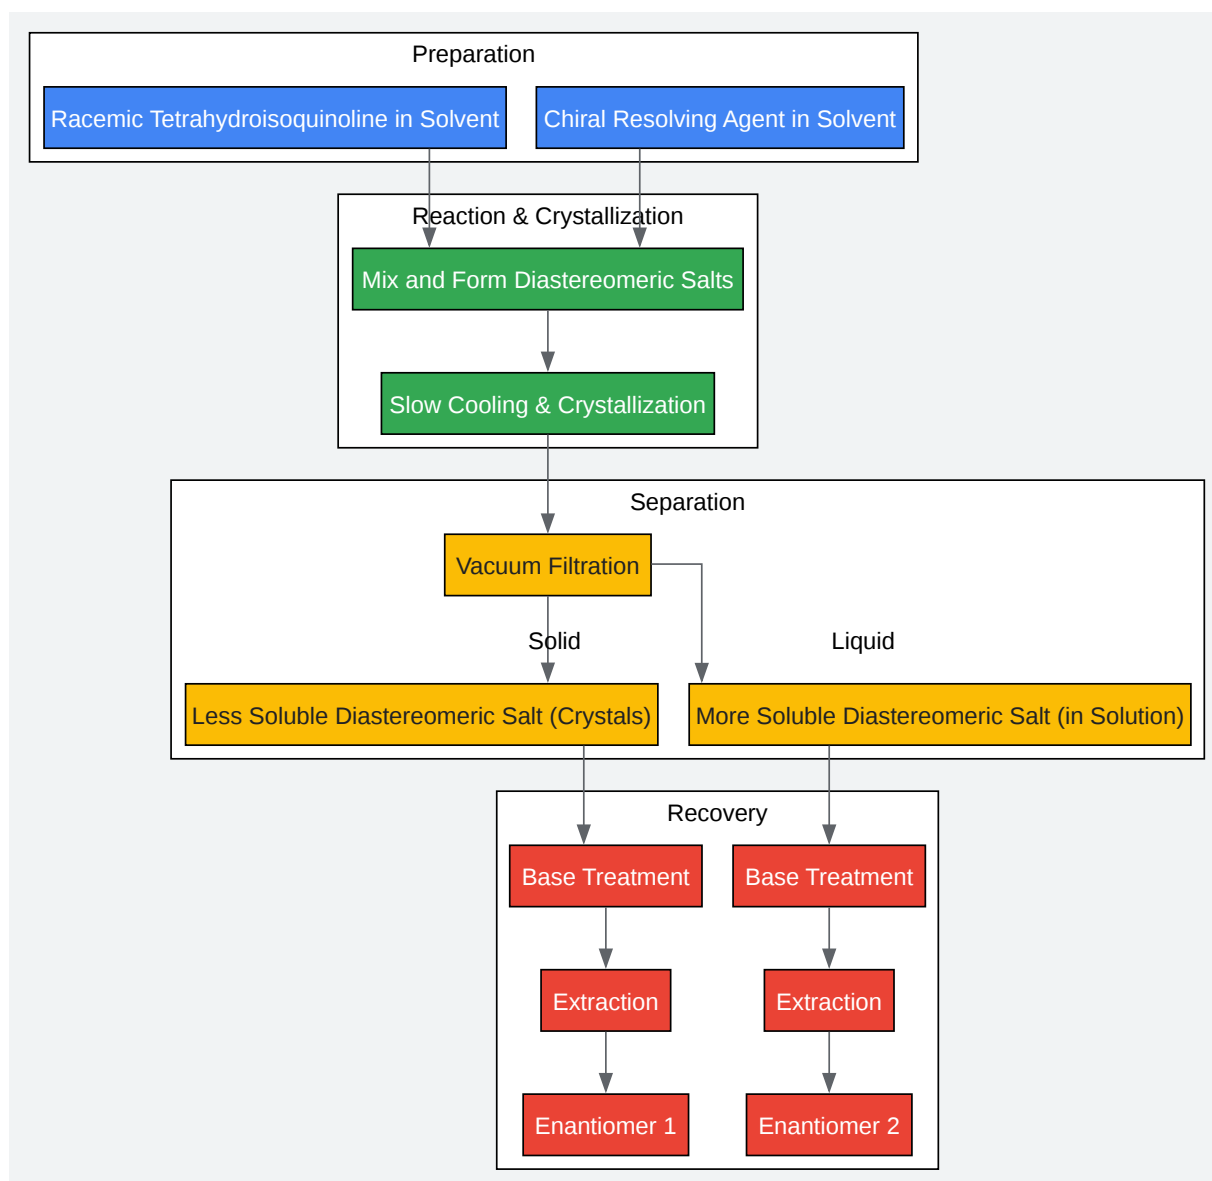 Preparation
Racemic Tetrahydroisoquinoline in Solvent
Chiral Resolving Agent in Solvent
Reaction & Crystallization
Mix and Form Diastereomeric Salts
Slow Cooling & Crystallization
Separation
Vacuum Filtration
Solid
Liquid
Less Soluble Diastereomeric Salt (Crystals)
More Soluble Diastereomeric Salt (in Solution)
Recovery
Base Treatment
Base Treatment
Extraction
Extraction
Enantiomer 1
Enantiomer 2